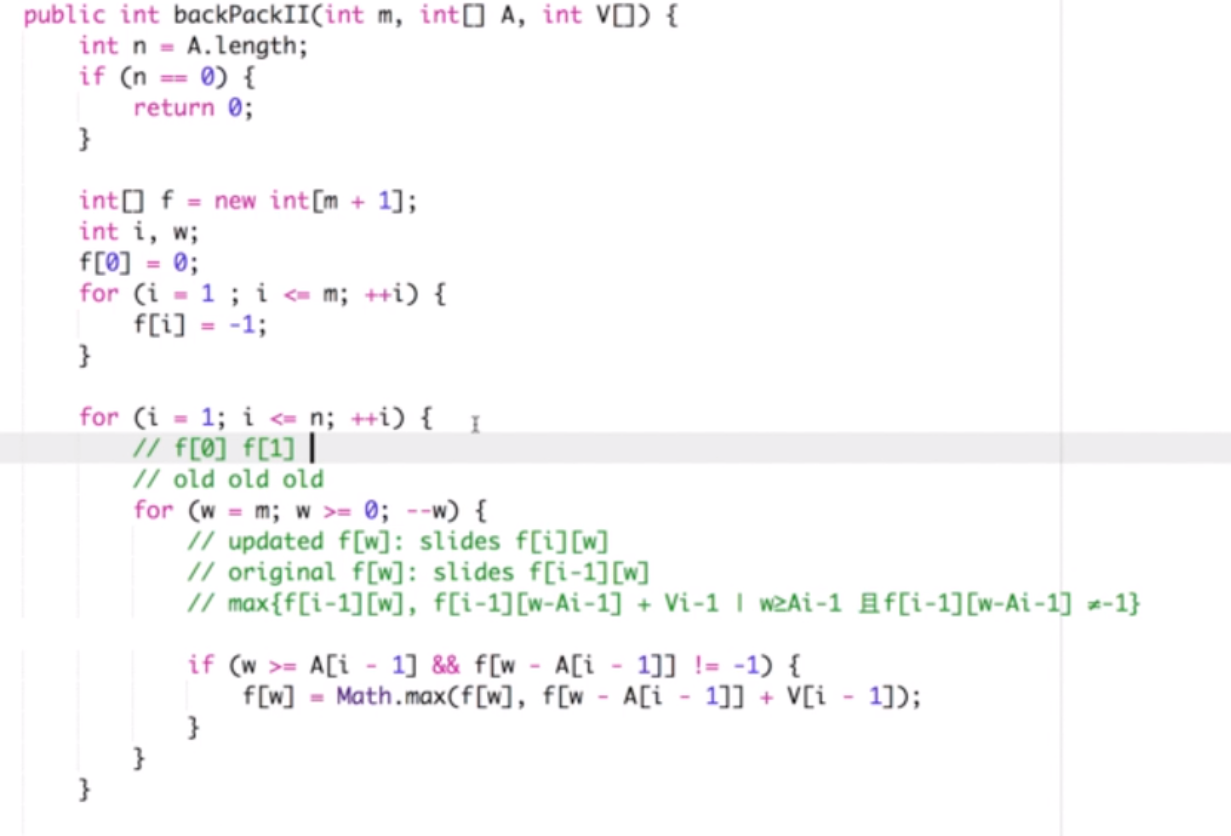 public int backPackII(int m, int[] A, int V[]) {
int n = A.length;
if (n == 0) {
return 0;
}
int[] f = new int[m + 1];
int i, w;
f[0] = 0;
for (i = 1 ; i <= m; ++i) {
f[i] = -1;
}
for (i = 1; i <= n; ++i) {
// f[0] f[1]
// old old old
for (w = m; w >= 0; --w) {
// updated f[w]: slides f[i][w]
// original f[w]: slides f[i-1][w]
// max{f[i-1][w], f[i-1][w-Ai-1] + Vi-1 | w≥Ai-1 且f[i-1][w-Ai-1] ≠-1}
if (w >= A[i - 1] && f[w - A[i - 1]] != -1) {
f[w] = Math.max(f[w], f[w - A[i - 1]] + V[i - 1]);
}
}
}